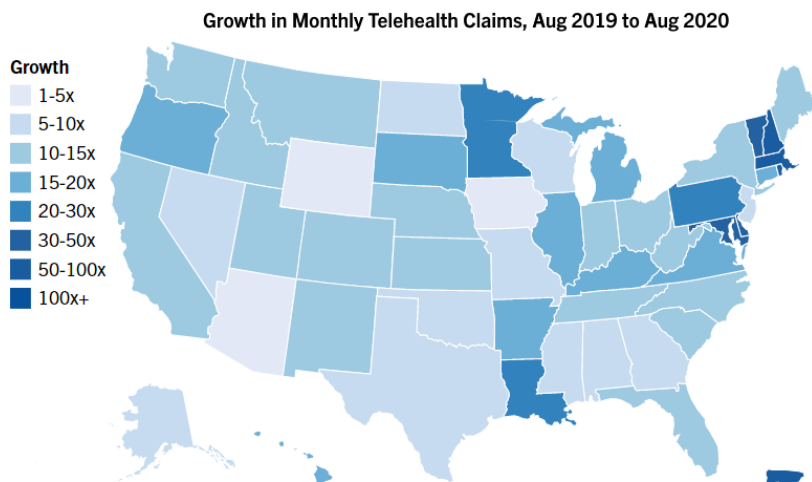 Growth in Monthly Telehealth Claims, Aug 2019 to Aug 2020
Growth
1-5x
5-10x
10-15x
15-20x
20-30x
30-50x
50-100x
100x+